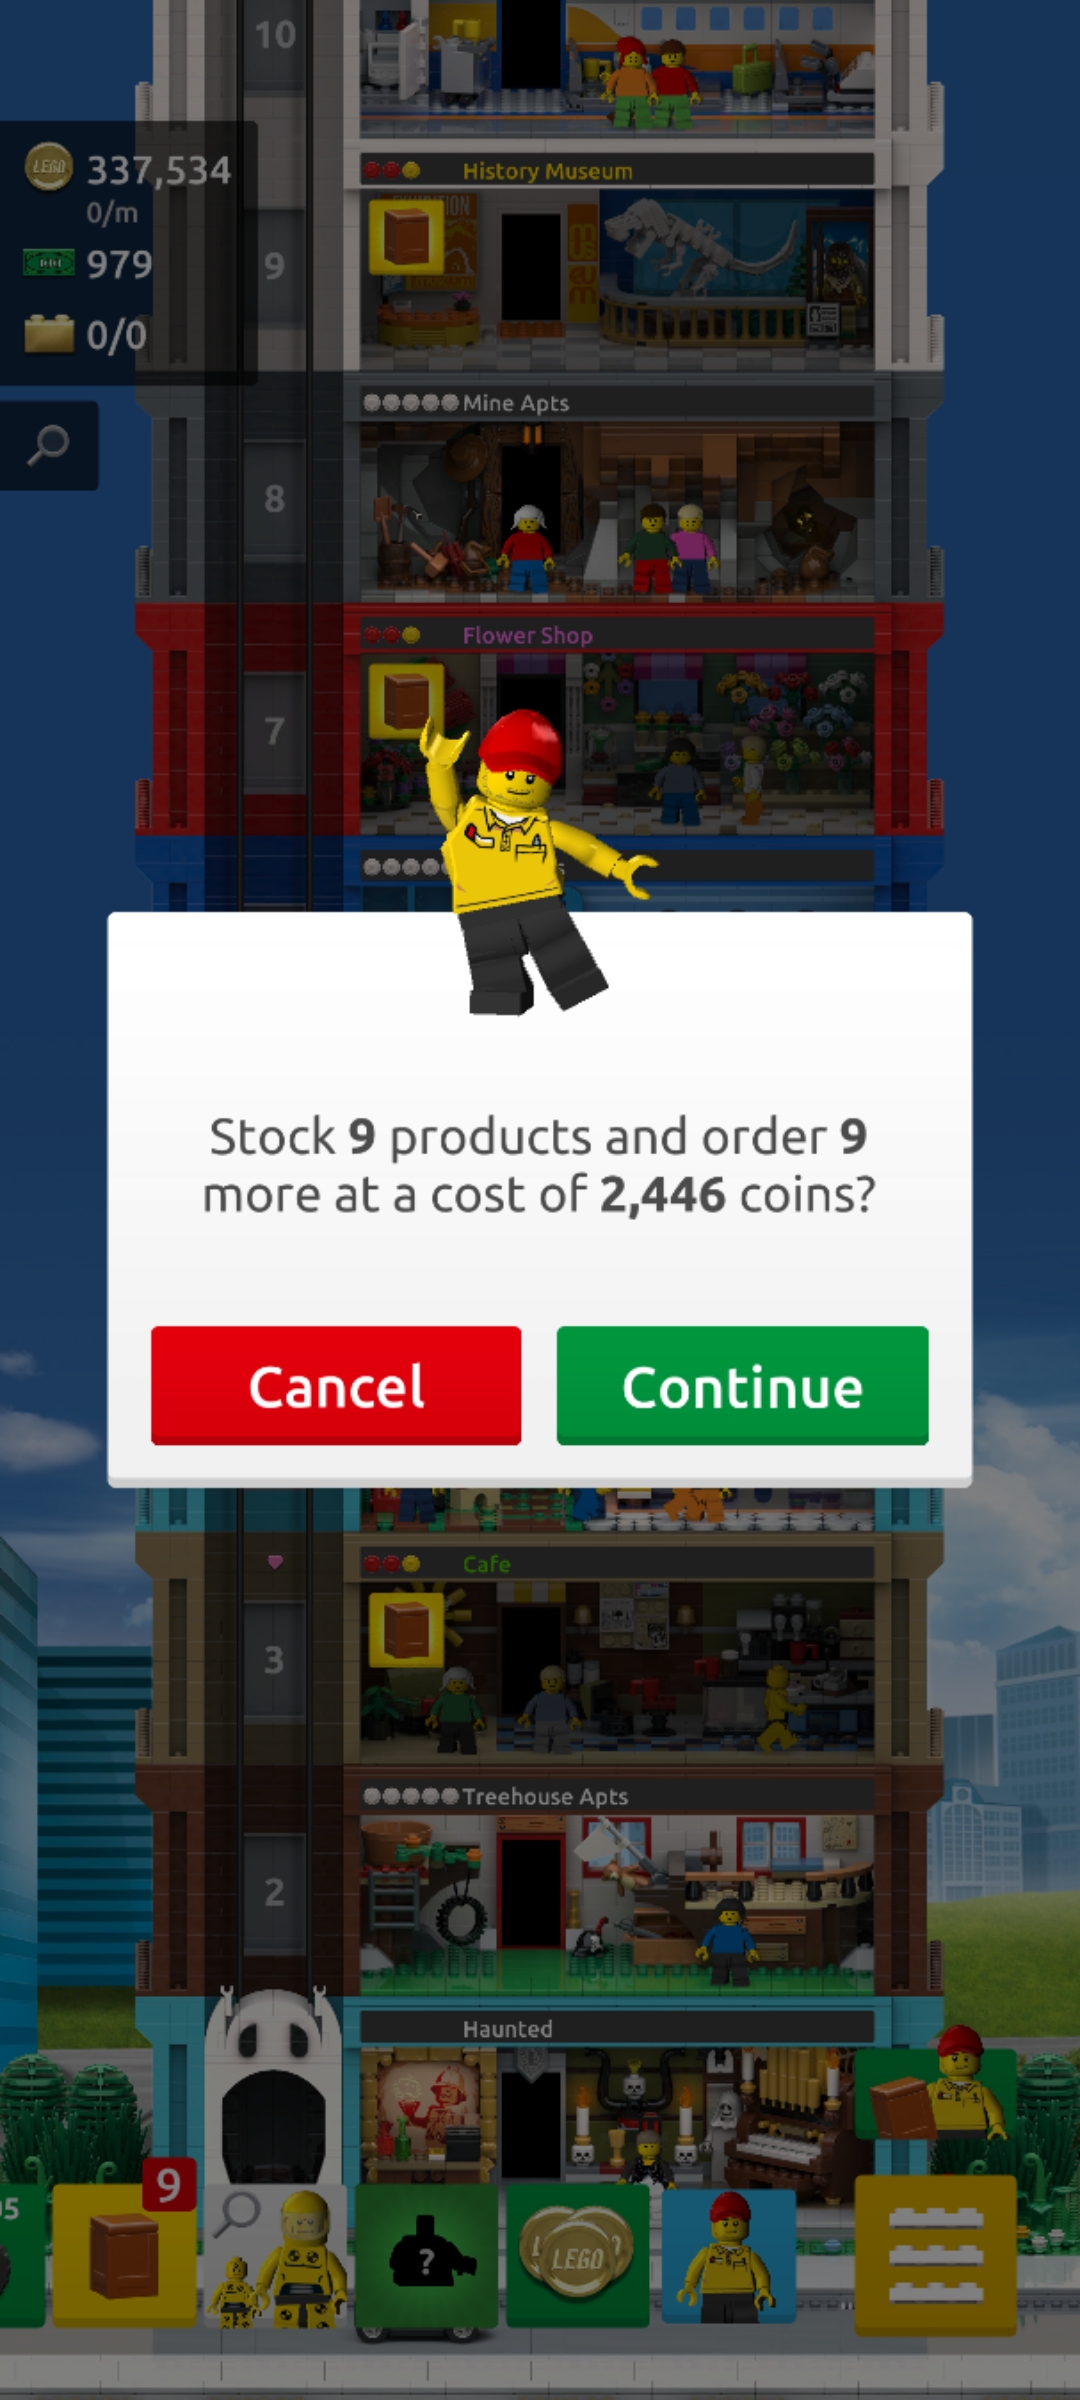 10
LEGO 337,534
0/m
979
0/0
History Museum
9
Mine Apts
8
Flower Shop
7
Stock 9 products and order 9
more at a cost of 2,446 coins?
Cancel Continue
Cafe
3
Treehouse Apts
2
Haunted
9
?
LEGO